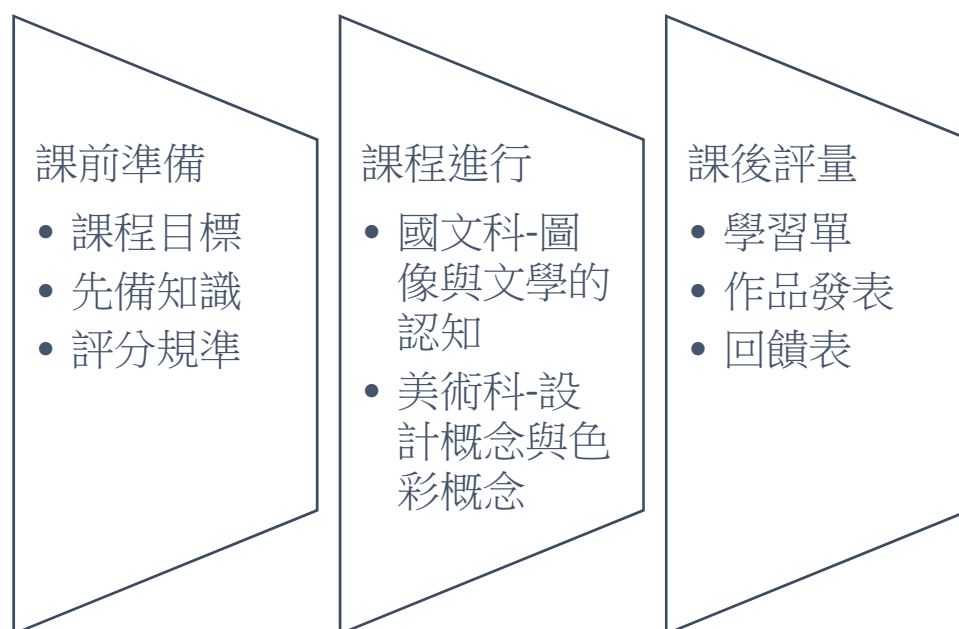 課前準備
• 課程目標
• 先備知識
• 評分規準
課程進行
• 國文科-圖
像與文學的
認知
• 美術科-設
計概念與色
彩概念
課後評量
• 學習單
• 作品發表
• 回饋表